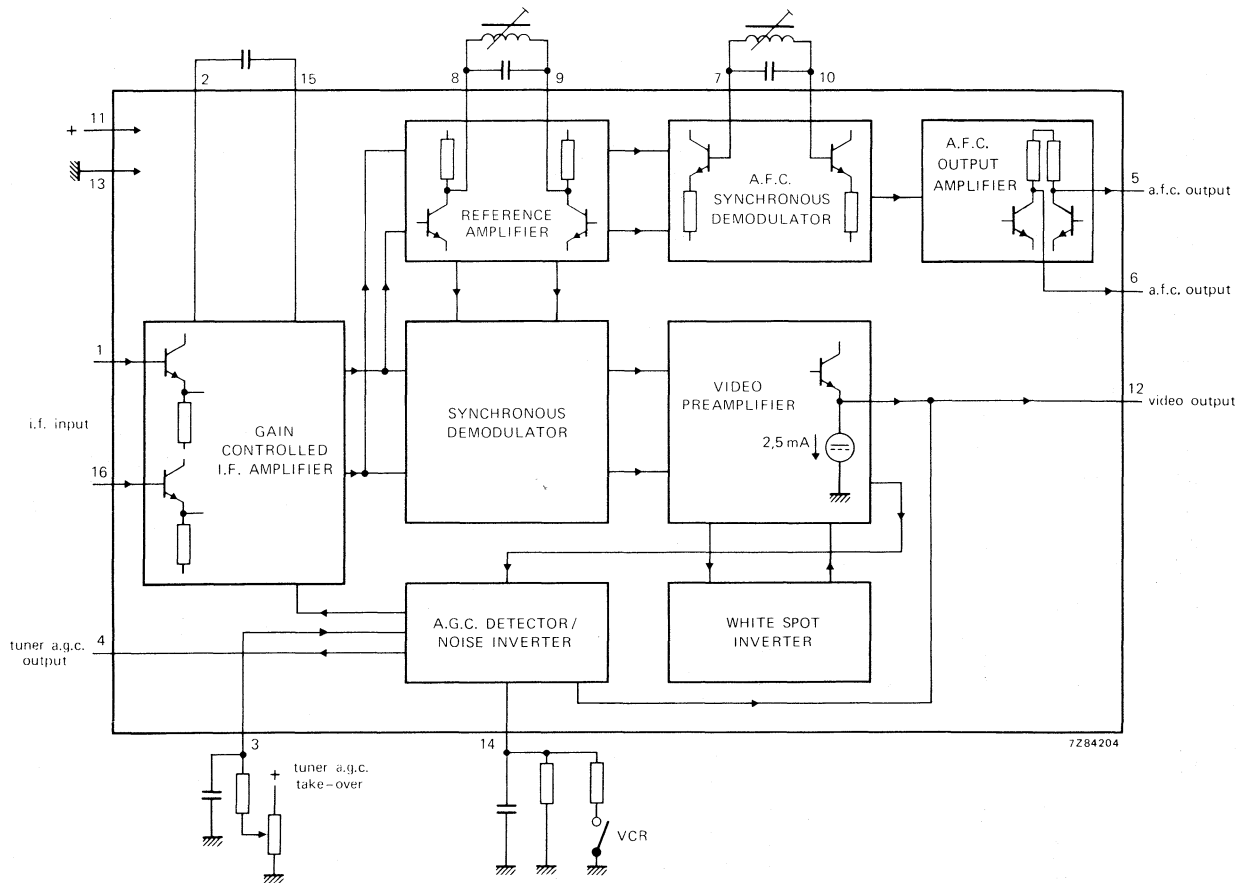 2
15
8
9
7
10
+
11
13
REFERENCE
AMPLIFIER
A.F.C.
SYNCHRONOUS
DEMODULATOR
A.F.C.
OUTPUT
AMPLIFIER
5
a.f.c. output
6
a.f.c. output
1
i.f. input
16
GAIN
CONTROLLED
I.F. AMPLIFIER
SYNCHRONOUS
DEMODULATOR
VIDEO
PREAMPLIFIER
2,5 mA
12
video output
A.G.C. DETECTOR/
NOISE INVERTER
WHITE SPOT
INVERTER
tuner a.g.c.
output
4
3
14
7Z84204
+
tuner a.g.c.
take-over
VCR